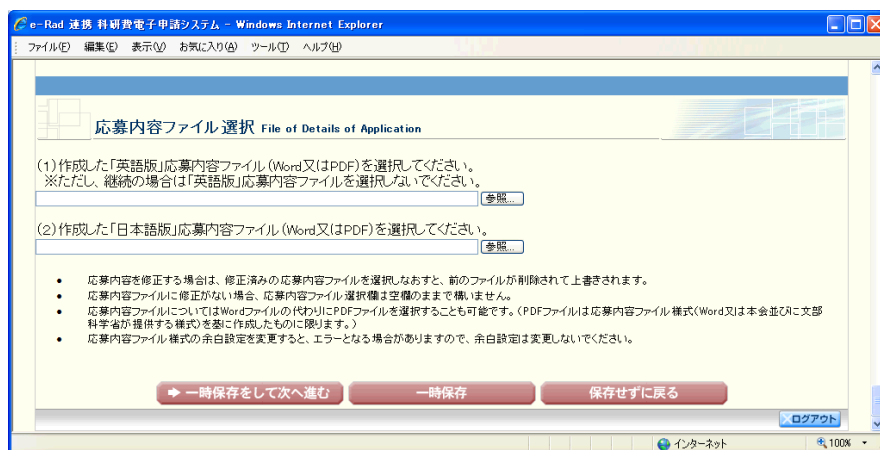 e-Rad 連携 科研費電子申請システム - Windows Internet Explorer
ファイル(F) 編集(E) 表示(V) お気に入り(A) ツール(T) ヘルプ(H)
応募内容ファイル選択 File of Details of Application
(1)作成した「英語版」応募内容ファイル(Word又はPDF)を選択してください。
※ただし、継続の場合は「英語版」応募内容ファイルを選択しないでください。
参照...
(2)作成した「日本語版」応募内容ファイル(Word又はPDF)を選択してください。
参照...
• 応募内容を修正する場合は、修正済みの応募内容ファイルを選択しなおすと、前のファイルが削除されて上書きされます。
• 応募内容ファイルに修正がない場合、応募内容ファイル選択欄は空欄のままで構いません。
• 応募内容ファイルについてはWordファイルの代わりにPDFファイルを選択することも可能です。(PDFファイルは応募内容ファイル様式(Word又は本会並びに文部
科学省が提供する様式)を基に作成したものに限ります。)
• 応募内容ファイル様式の余白設定を変更すると、エラーとなる場合がありますので、余白設定は変更しないでください。
一時保存をして次へ進む 一時保存 保存せずに戻る
ログアウト
インターネット 100%